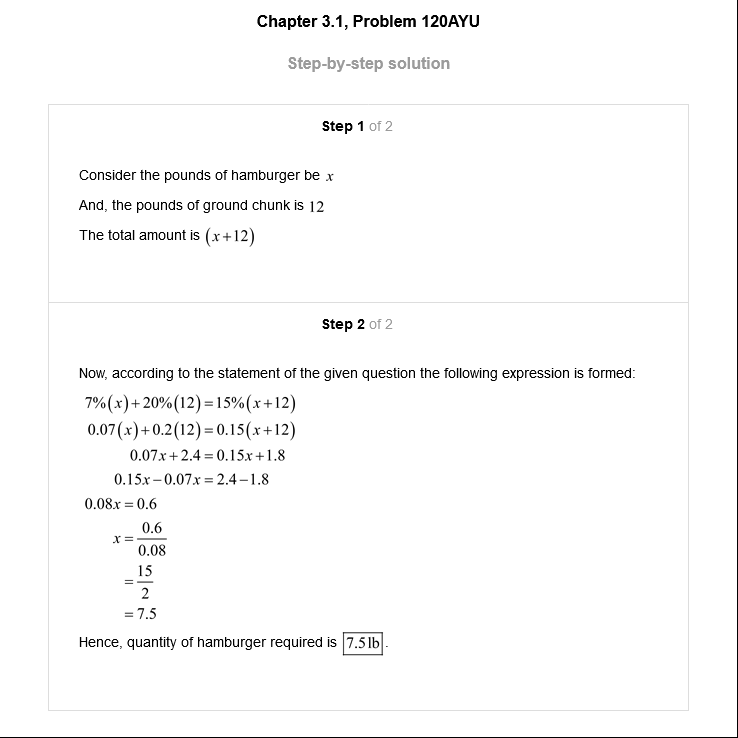 Chapter 3.1, Problem 120AYU
Step-by-step solution
Step 1 of 2
Consider the pounds of hamburger be x
And, the pounds of ground chunk is 12
The total amount is (x+12)
Step 2 of 2
Now, according to the statement of the given question the following expression is formed:
7%(x)+20%(12)=15%(x+12)
0.07(x)+0.2(12)=0.15(x+12)
0.07x+2.4=0.15x+1.8
0.15x−0.07x=2.4−1.8
0.08x=0.6
x=0.6/0.08
=15/2
=7.5
Hence, quantity of hamburger required is 7.5 lb.